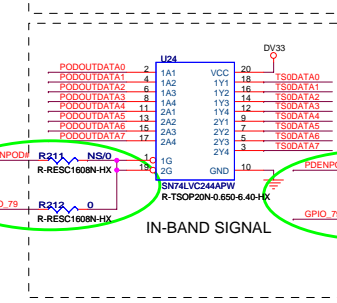 U24
DV33
PODOUTDATA0 2 1A1 VCC 20
PODOUTDATA1 4 1A2 1Y1 18 TS0DATA0
PODOUTDATA2 6 1A3 1Y2 16 TS0DATA1
PODOUTDATA3 8 1A4 1Y3 14 TS0DATA2
PODOUTDATA4 11 2A1 1Y4 12 TS0DATA3
PODOUTDATA5 13 2A2 2Y1 9 TS0DATA4
PODOUTDATA6 15 2A3 2Y2 7 TS0DATA5
PODOUTDATA7 17 2A4 2Y3 5 TS0DATA6
2Y4 3 TS0DATA7
NPOD# R211 NS/0 1 1G
R-RESC1608N-HX 19 2G GND 10 PDENPO
SN74LVC244APW
R-TSOP20N-0.650-6.40-HX
O_79 R212 0
R-RESC1608N-HX
GPIO_79
IN-BAND SIGNAL